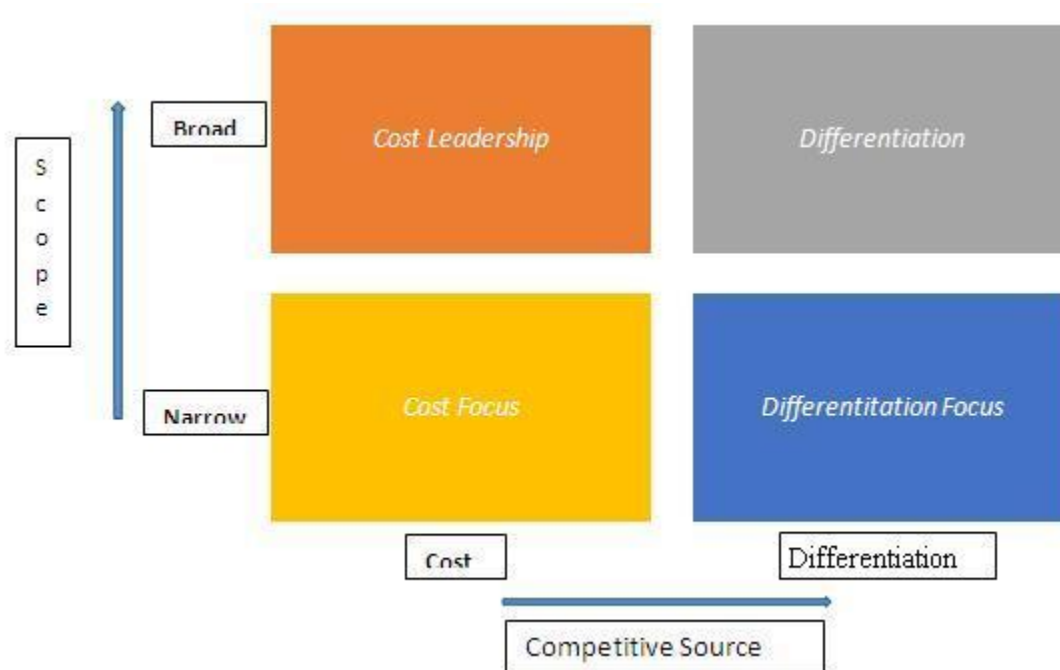 Broad
Cost Leadership
Differentiation
S
c
o
p
e
Narrow
Cost Focus
Differentitation Focus
Cost
Differentiation
Competitive Source